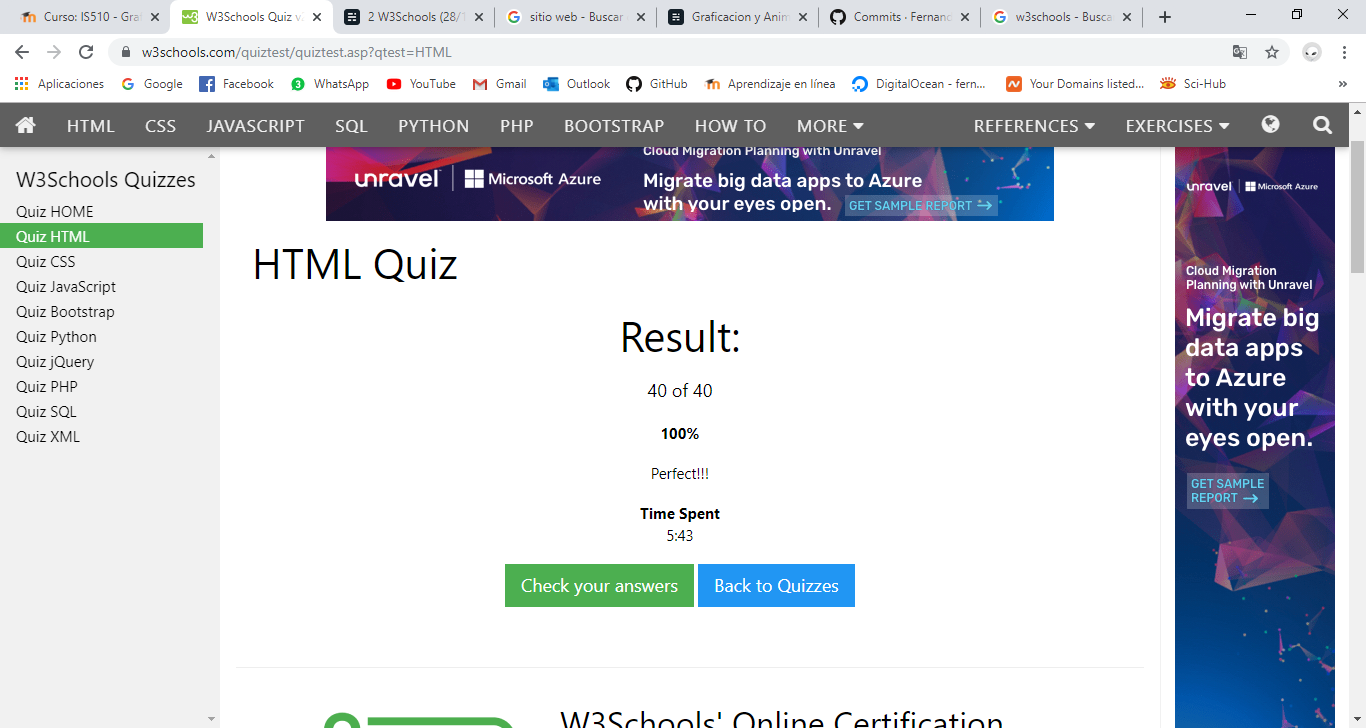 Curso: IS510 - Gra
W3Schools Quiz v
2 W3Schools (28/
sitio web - Buscar
Graficacion y Anim
Commits · Fernand
w3schools - Busca
w3schools.com/quiztest/quiztest.asp?qtest=HTML
Aplicaciones Google Facebook WhatsApp YouTube Gmail Outlook GitHub Aprendizaje en línea DigitalOcean - fern... Your Domains listed... Sci-Hub »
HTML CSS JAVASCRIPT SQL PYTHON PHP BOOTSTRAP HOW TO MORE REFERENCES EXERCISES
W3Schools Quizzes
Quiz HOME
Quiz HTML
Quiz CSS
Quiz JavaScript
Quiz Bootstrap
Quiz Python
Quiz jQuery
Quiz PHP
Quiz SQL
Quiz XML
unravel | Microsoft Azure
Cloud Migration Planning with Unravel
Migrate big data apps to Azure
with your eyes open.
GET SAMPLE REPORT →
HTML Quiz
Result:
40 of 40
100%
Perfect!!!
Time Spent
5:43
Check your answers
Back to Quizzes
W3Schools' Online Certification
unravel | Microsoft Azure
Cloud Migration
Planning with Unravel
Migrate big
data apps
to Azure
with your
eyes open.
GET SAMPLE
REPORT →